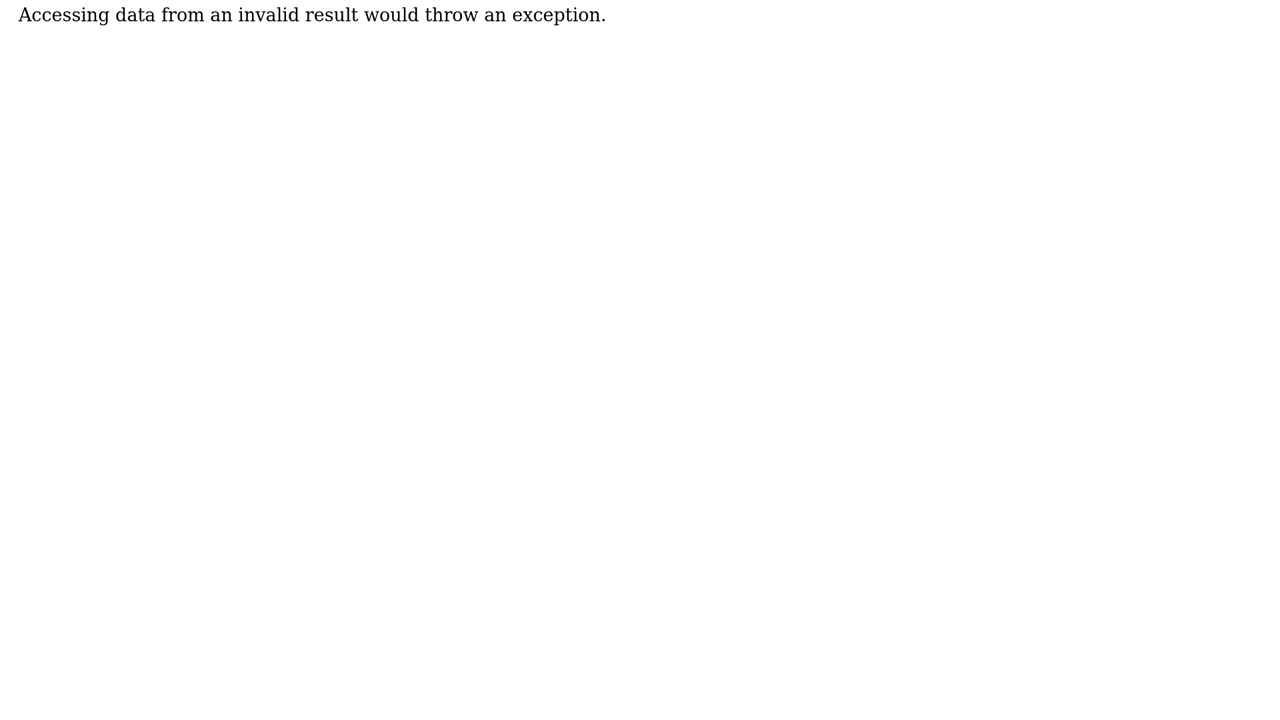 Accessing data from an invalid result would throw an exception.